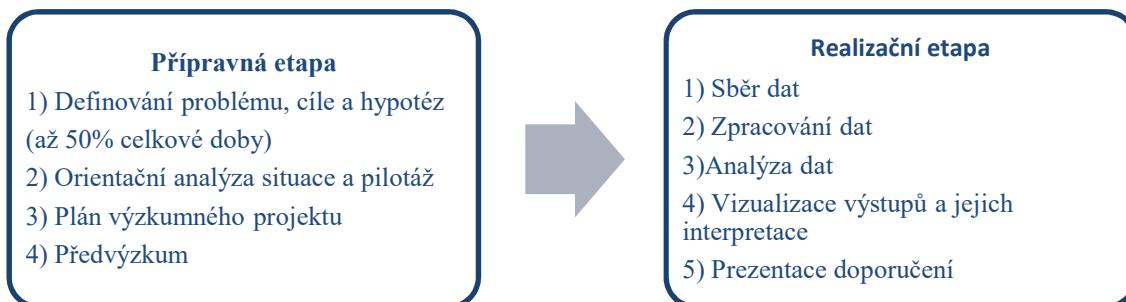 Přípravná etapa
1) Definování problému, cíle a hypotéz
(až 50% celkové doby)
2) Orientační analýza situace a pilotáž
3) Plán výzkumného projektu
4) Předvýzkum
Realizační etapa
1) Sběr dat
2) Zpracování dat
3)Analýza dat
4) Vizualizace výstupů a jejich
interpretace
5) Prezentace doporučení